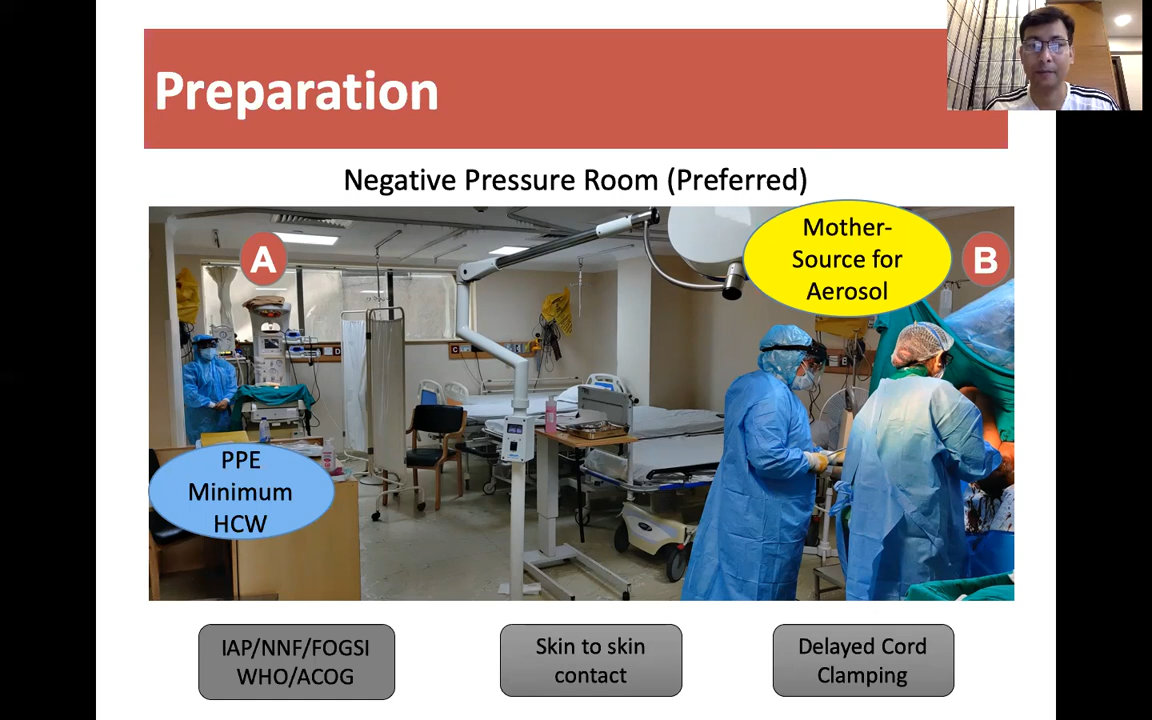 Preparation
Negative Pressure Room (Preferred)
A
Mother-
Source for
Aerosol
B
PPE
Minimum
HCW
IAP/NNF/FOGSI
WHO/ACOG
Skin to skin
contact
Delayed Cord
Clamping